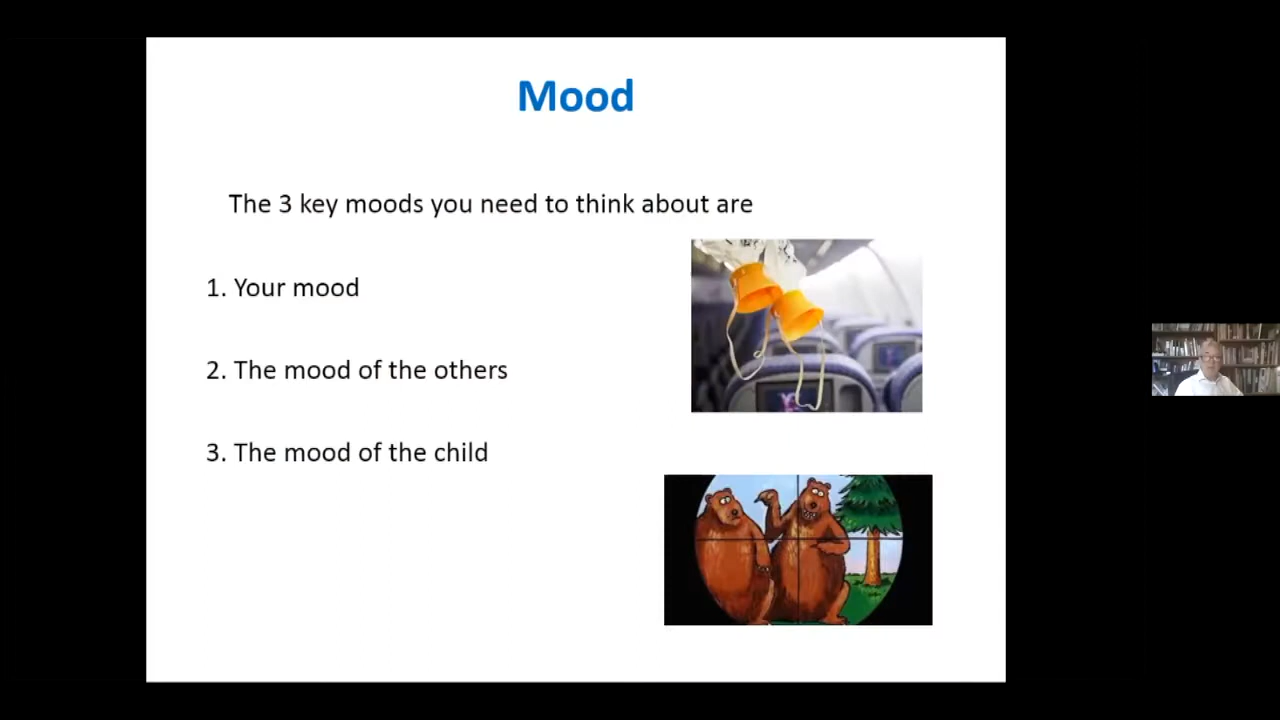 Mood
The 3 key moods you need to think about are
1. Your mood
2. The mood of the others
3. The mood of the child